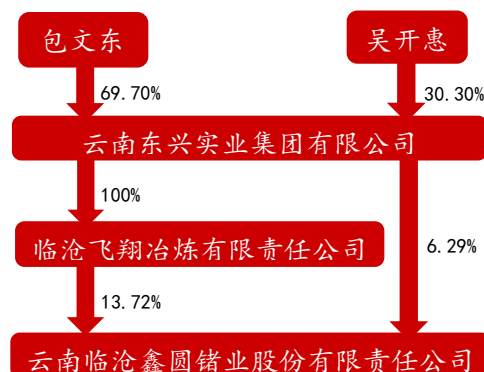 包文东
吴开惠
69.70%
30.30%
云南东兴实业集团有限公司
100%
临沧飞翔冶炼有限责任公司
6.29%
13.72%
云南临沧鑫圆锗业股份有限责任公司